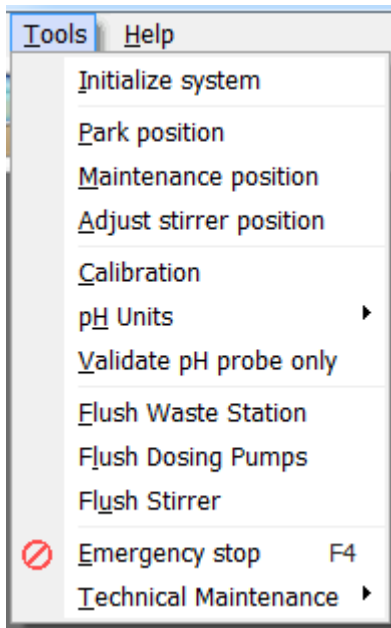 Tools Help
Initialize system
Park position
Maintenance position
Adjust stirrer position
Calibration
pH Units
Validate pH probe only
Flush Waste Station
Flush Dosing Pumps
Flush Stirrer
Emergency stop F4
Technical Maintenance